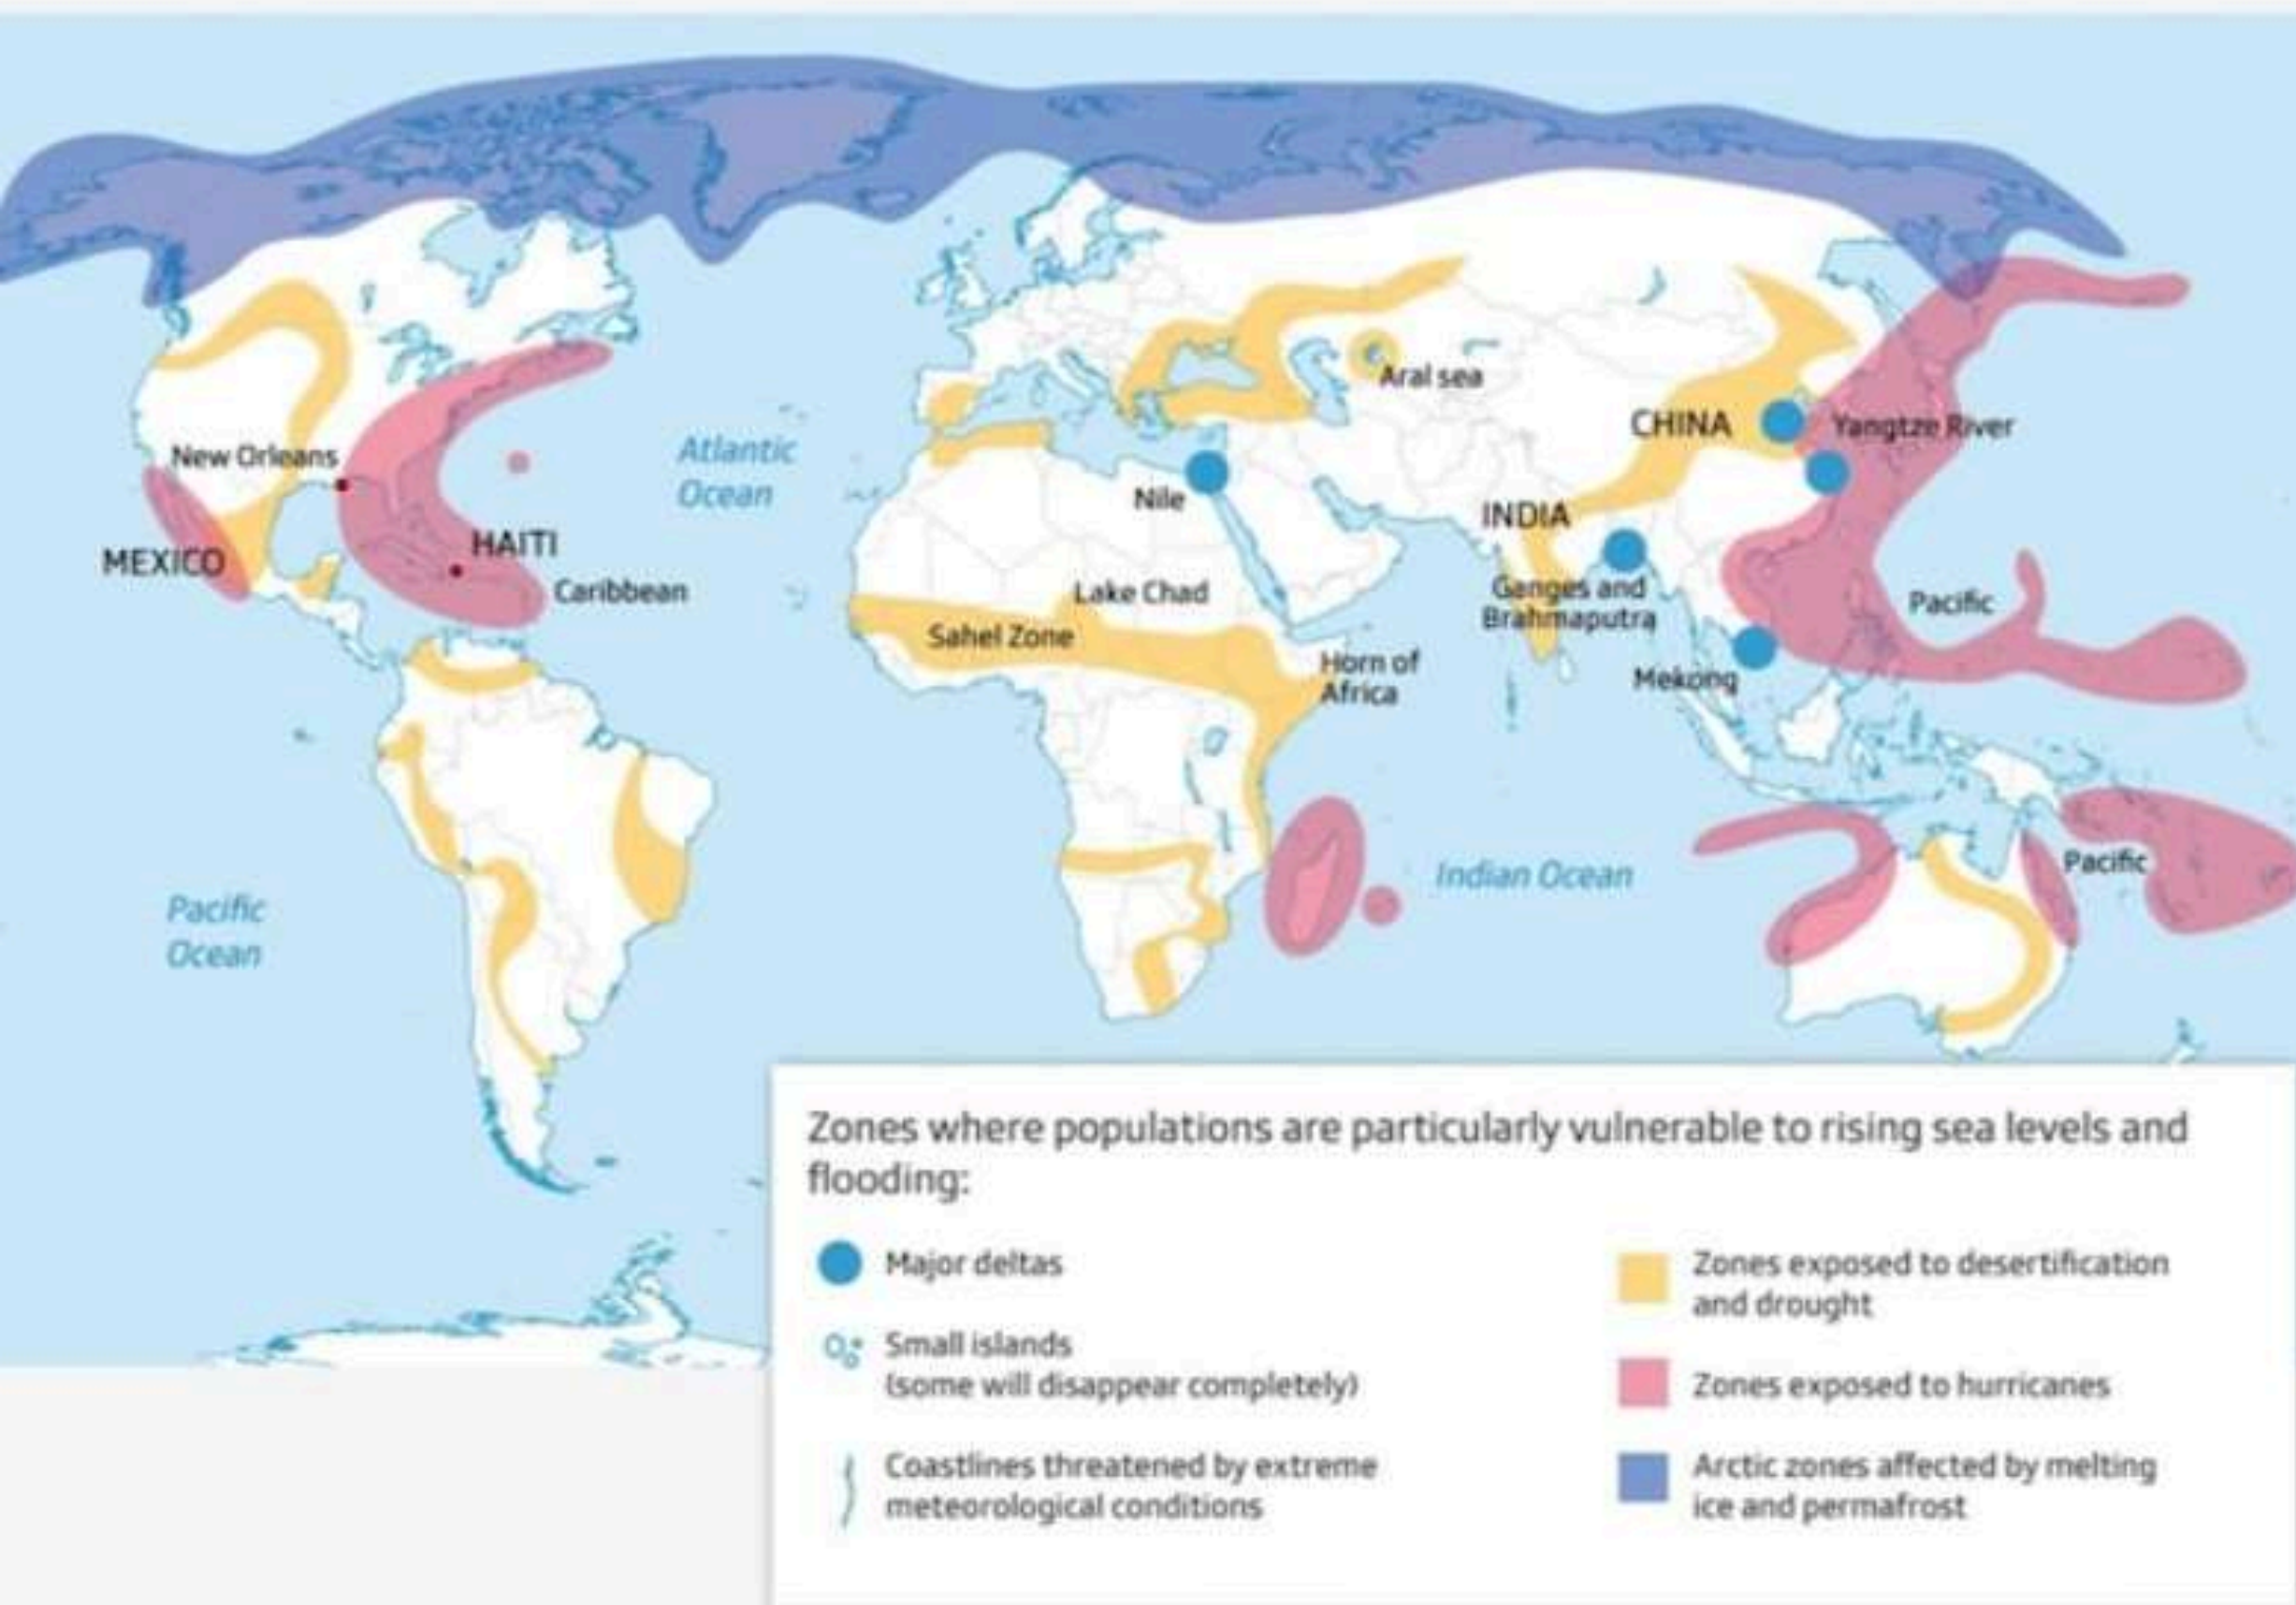 Aral sea
CHINA
Yangtze River
New Orleans
Atlantic
Ocean
Nile
INDIA
MEXICO
HAITI
Caribbean
Lake Chad
Ganges and
Brahmaputra
Pacific
Sahel Zone
Horn of
Africa
Mekong
Pacific
Indian Ocean
Pacific
Ocean
Zones where populations are particularly vulnerable to rising sea levels and
flooding:
Major deltas
Small islands
(some will disappear completely)
Coastlines threatened by extreme
meteorological conditions
Zones exposed to desertification
and drought
Zones exposed to hurricanes
Arctic zones affected by melting
ice and permafrost